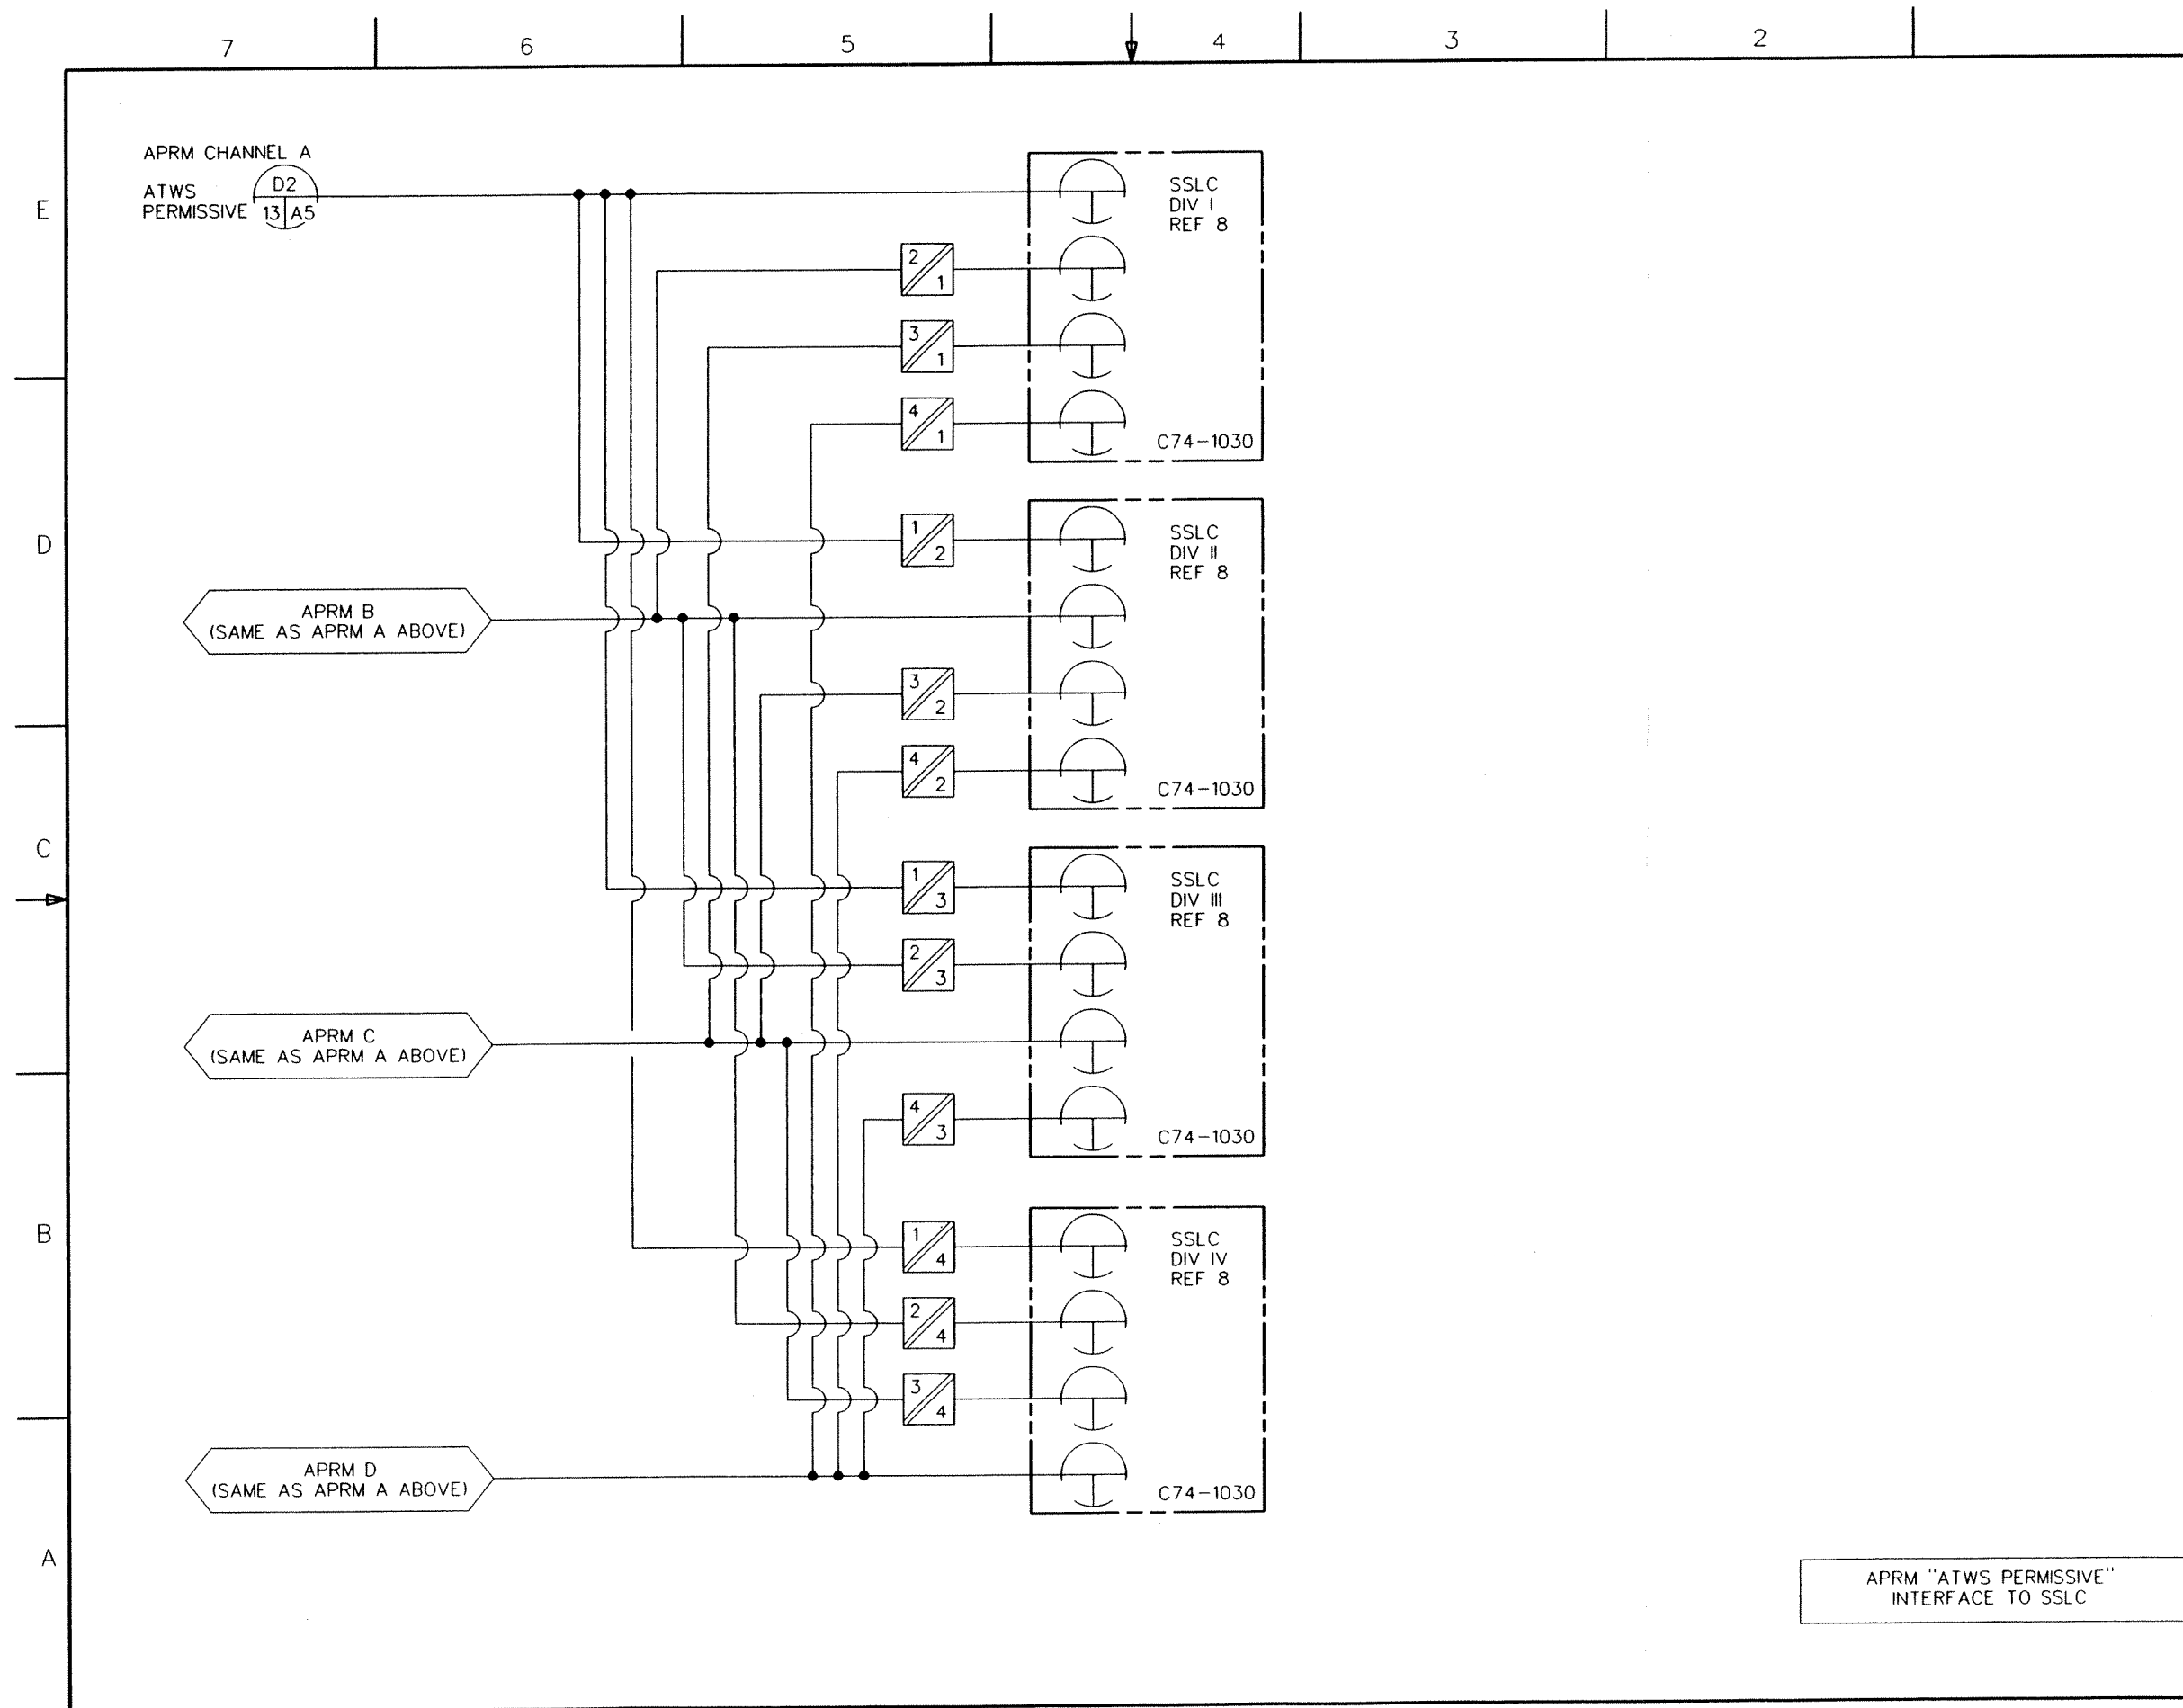 7 6 5 4 3 2
APRM CHANNEL A
ATWS
PERMISSIVE
D2
13 A5
E
SSLC
DIV I
REF 8
2 1
3 1
4 1
C74-1030
D
1 2
SSLC
DIV II
REF 8
APRM B
(SAME AS APRM A ABOVE)
3 2
4 2
C74-1030
C
1 3
SSLC
DIV III
REF 8
2 3
APRM C
(SAME AS APRM A ABOVE)
4 3
C74-1030
B
1 4
SSLC
DIV IV
REF 8
2 4
3 4
APRM D
(SAME AS APRM A ABOVE)
C74-1030
A
APRM "ATWS PERMISSIVE"
INTERFACE TO SSLC